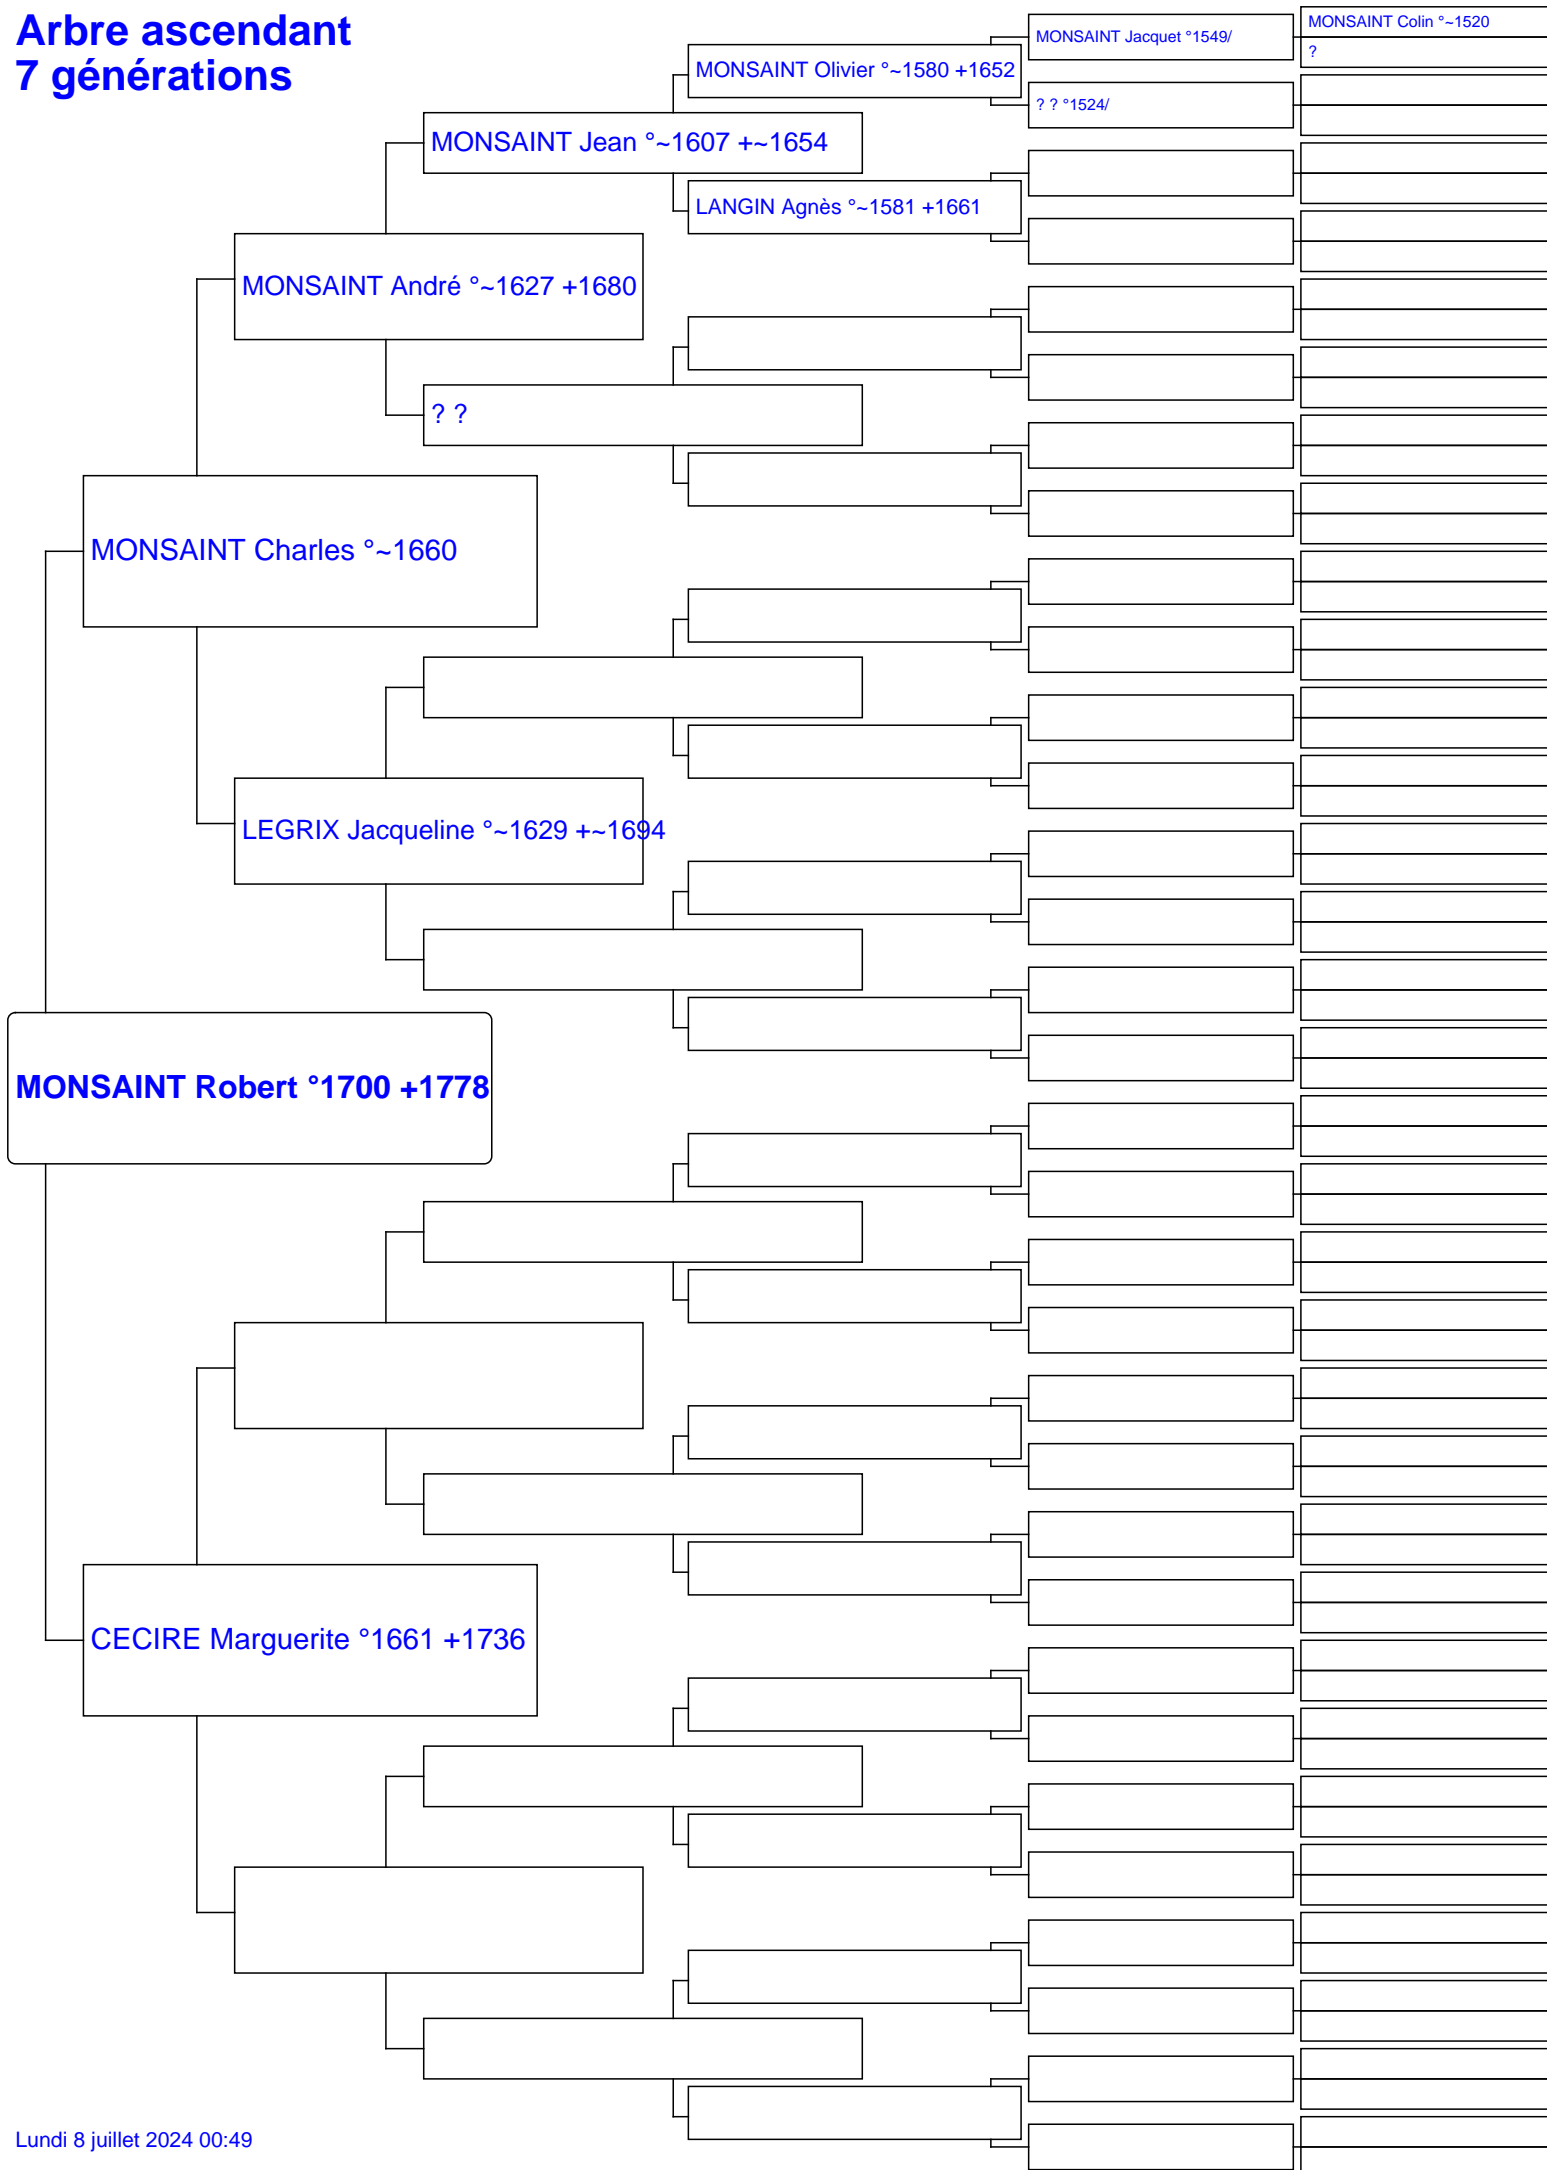 Arbre ascendant
7 générations
MONSAINT Colin °~1520
MONSAINT Jacquet °1549/
?
MONSAINT Olivier °~1580 +1652
? ? °1524/
MONSAINT Jean °~1607 +~1654
LANGIN Agnès °~1581 +1661
MONSAINT André °~1627 +1680
? ?
MONSAINT Charles °~1660
LEGRIX Jacqueline °~1629 +~1694
MONSAINT Robert °1700 +1778
CECIRE Marguerite °1661 +1736
Lundi 8 juillet 2024 00:49